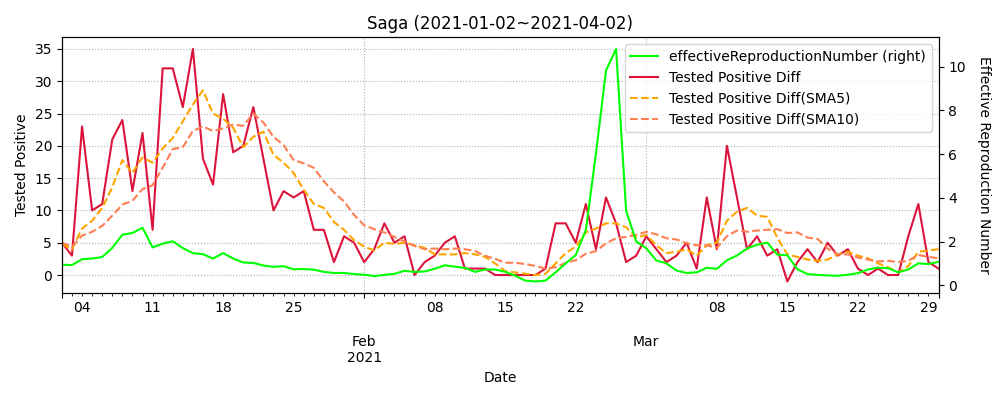 Saga (2021-01-02~2021-04-02)
effectiveReproductionNumber (right)
Tested Positive Diff
Tested Positive Diff(SMA5)
Tested Positive Diff(SMA10)
Tested Positive
35
30
25
20
15
10
5
0
Effective Reproduction Number
10
8
6
4
2
0
04 11 18 25 08 15 22 08 15 22 29
Feb Mar
2021
Date